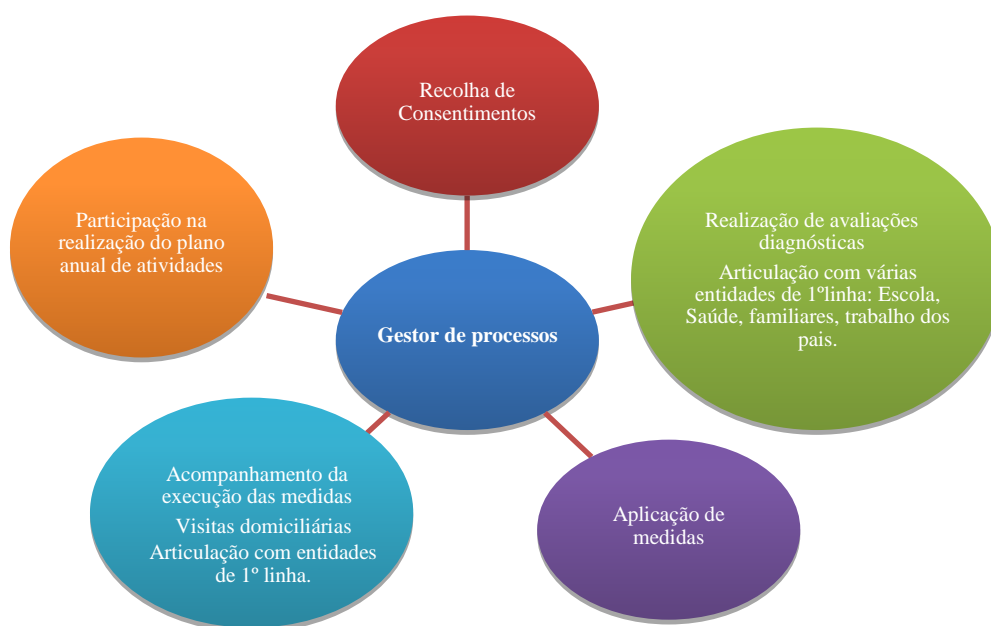 Recolha de
Consentimentos
Participação na
realização do plano
anual de atividades
Realização de avaliações
diagnósticas
Articulação com várias
entidades de 1ºlinha: Escola,
Saúde, familiares, trabalho dos
pais.
Gestor de processos
Acompanhamento da
execução das medidas
Visitas domiciliárias
Articulação com entidades
de 1º linha.
Aplicação de
medidas